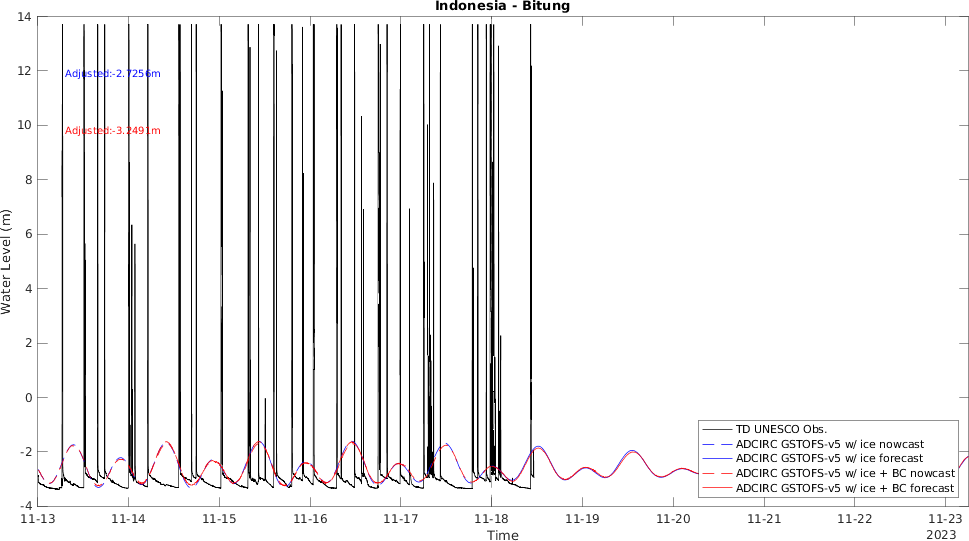 Indonesia - Bitung
14
12
10
8
6
4
2
0
-2
-4
Water Level (m)
Adjusted:-2.7256m
Adjusted:-3.2491m
TD UNESCO Obs.
ADCIRC GSTOFS-v5 w/ ice nowcast
ADCIRC GSTOFS-v5 w/ ice forecast
ADCIRC GSTOFS-v5 w/ ice + BC nowcast
ADCIRC GSTOFS-v5 w/ ice + BC forecast
11-13 11-14 11-15 11-16 11-17 11-18 11-19 11-20 11-21 11-22 11-23
Time
2023